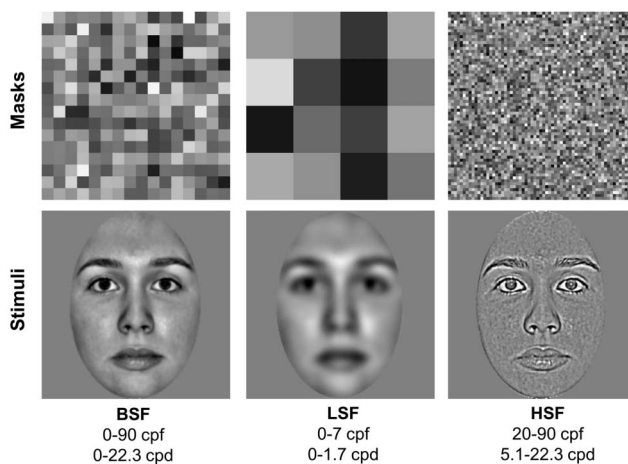 Masks
Stimuli
BSF
0-90 cpf
0-22.3 cpd
LSF
0-7 cpf
0-1.7 cpd
HSF
20-90 cpf
5.1-22.3 cpd